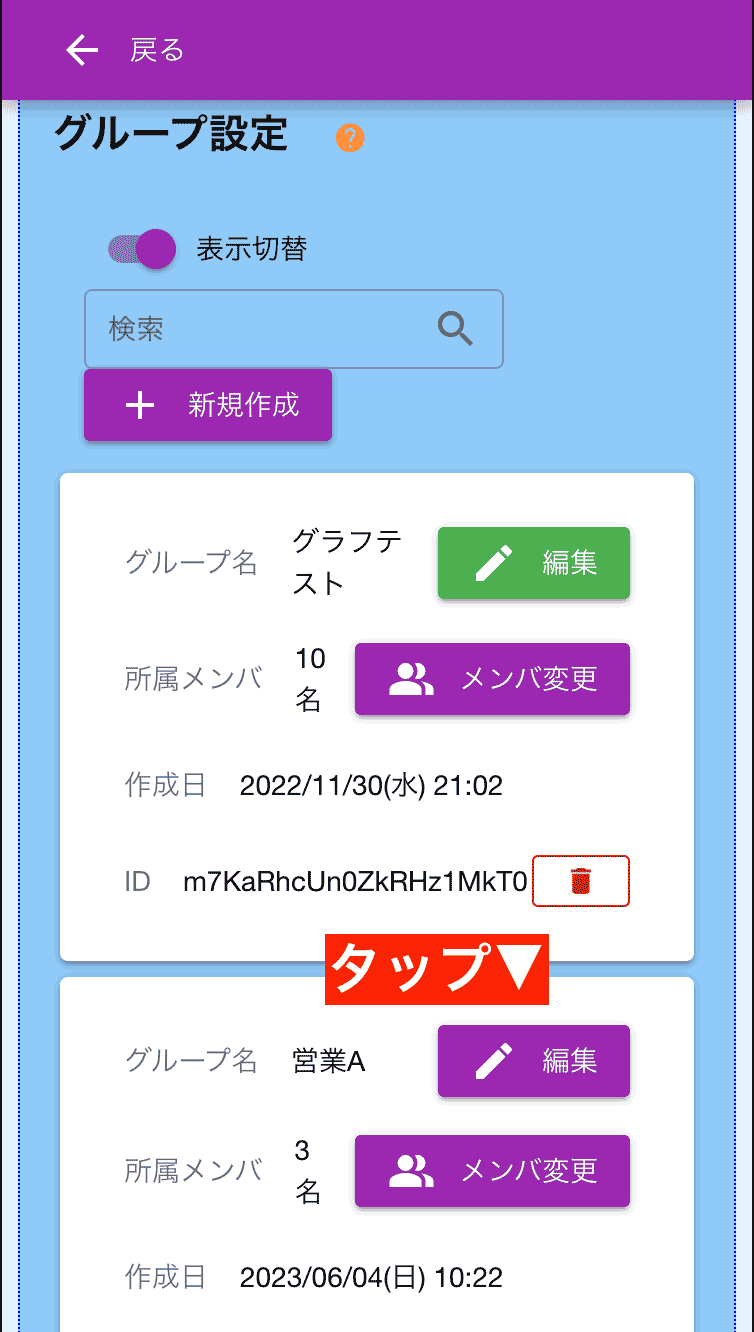 戻る
グループ設定
表示切替
検索
新規作成
グループ名 グラフテスト 編集
所属メンバ 10名 メンバ変更
作成日 2022/11/30(水) 21:02
ID m7KaRhcUn0ZkRHz1MkT0
タップ▼
グループ名 営業A 編集
所属メンバ 3名 メンバ変更
作成日 2023/06/04(日) 10:22